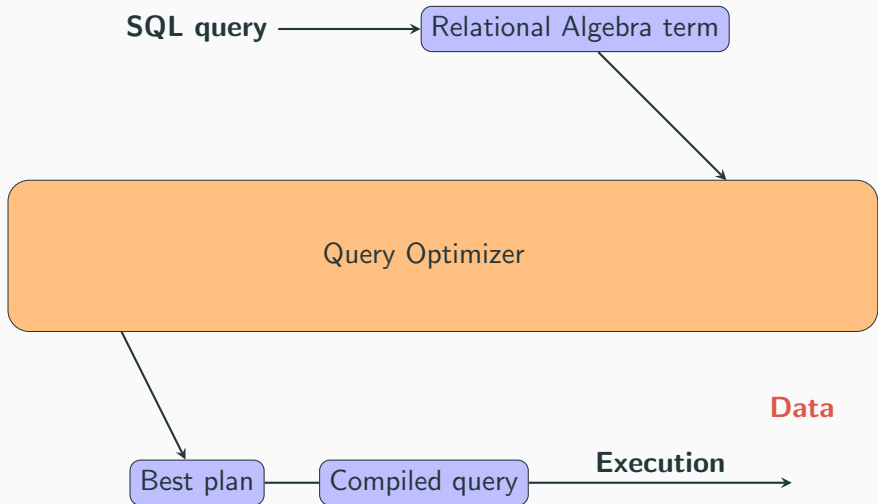 SQL query
Relational Algebra term
Query Optimizer
Data
Best plan
Compiled query
Execution